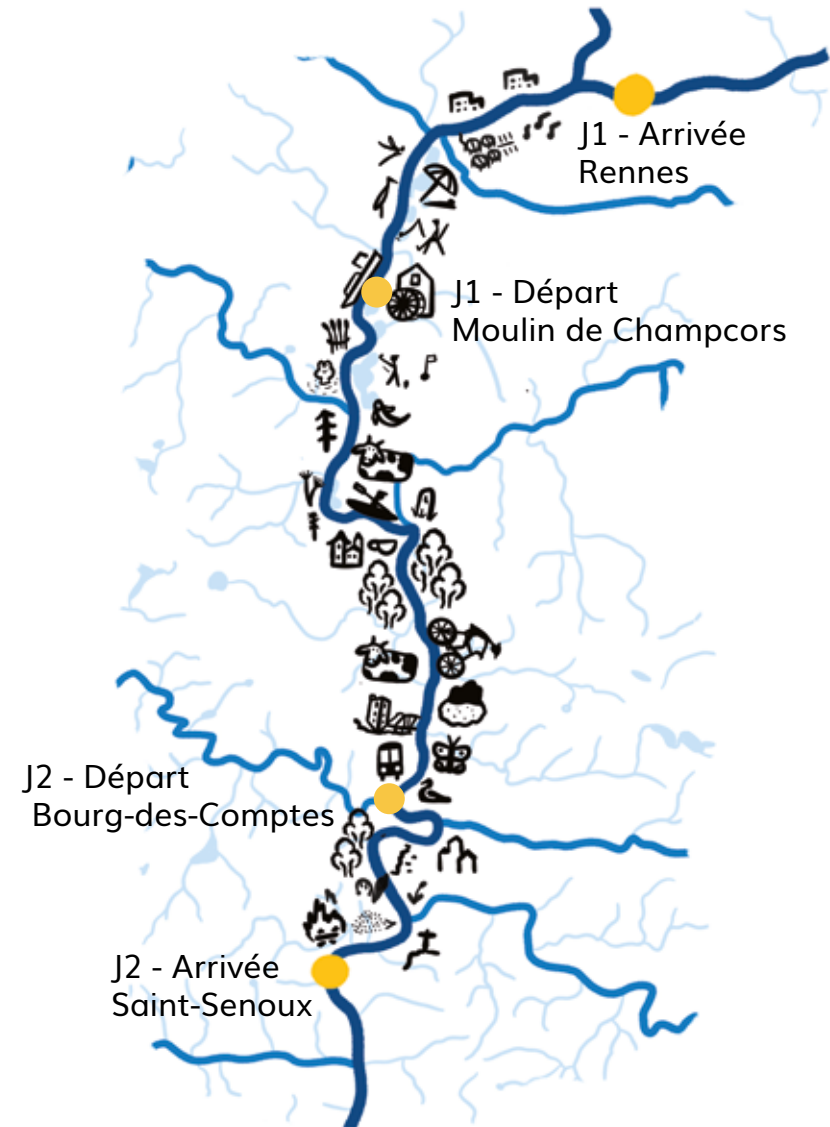 J1 - Arrivée
Rennes
J1 - Départ
Moulin de Champcors
J2 - Départ
Bourg-des-Comptes
J2 - Arrivée
Saint-Senoux